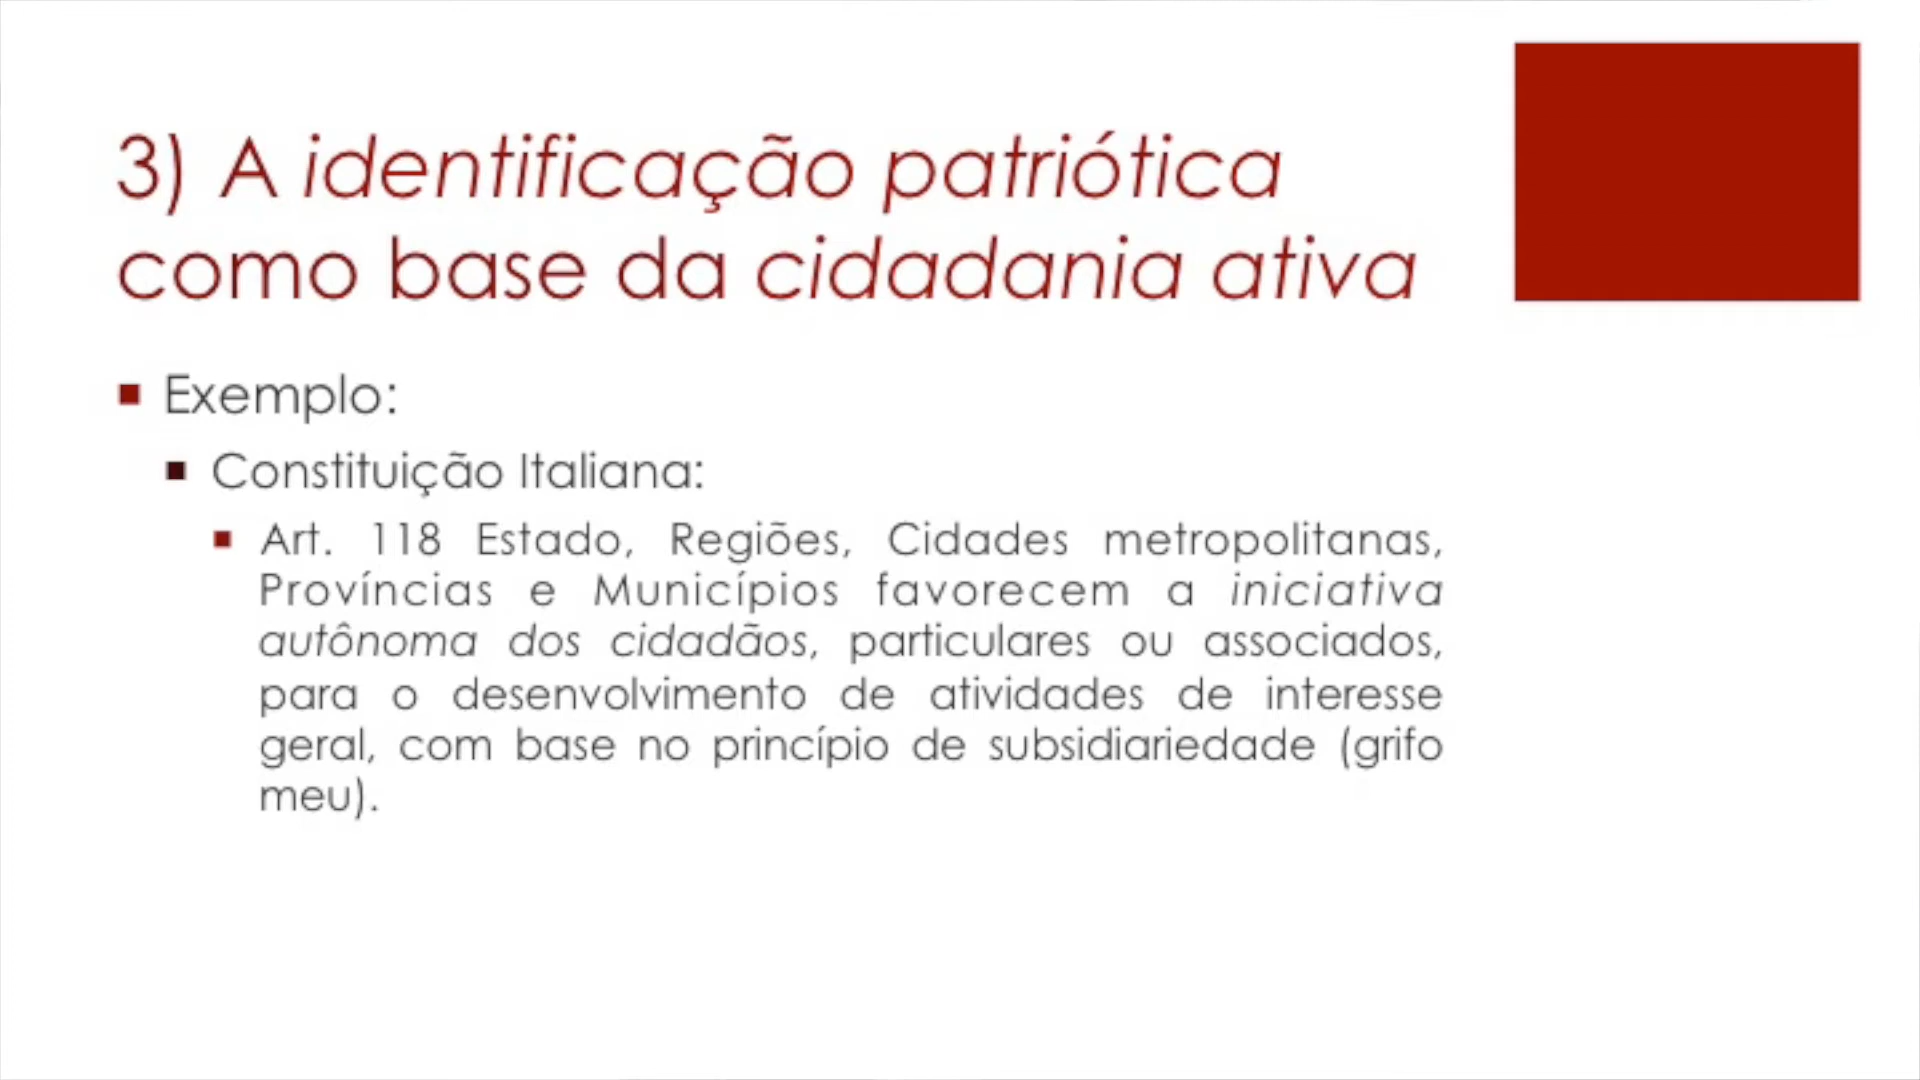 3) A identificação patriótica
como base da cidadania ativa
Exemplo:
Constituição Italiana:
Art. 118 Estado, Regiões, Cidades metropolitanas,
Províncias e Municípios favorecem a iniciativa
autônoma dos cidadãos, particulares ou associados,
para o desenvolvimento de atividades de interesse
geral, com base no princípio de subsidiariedade (grifo
meu).